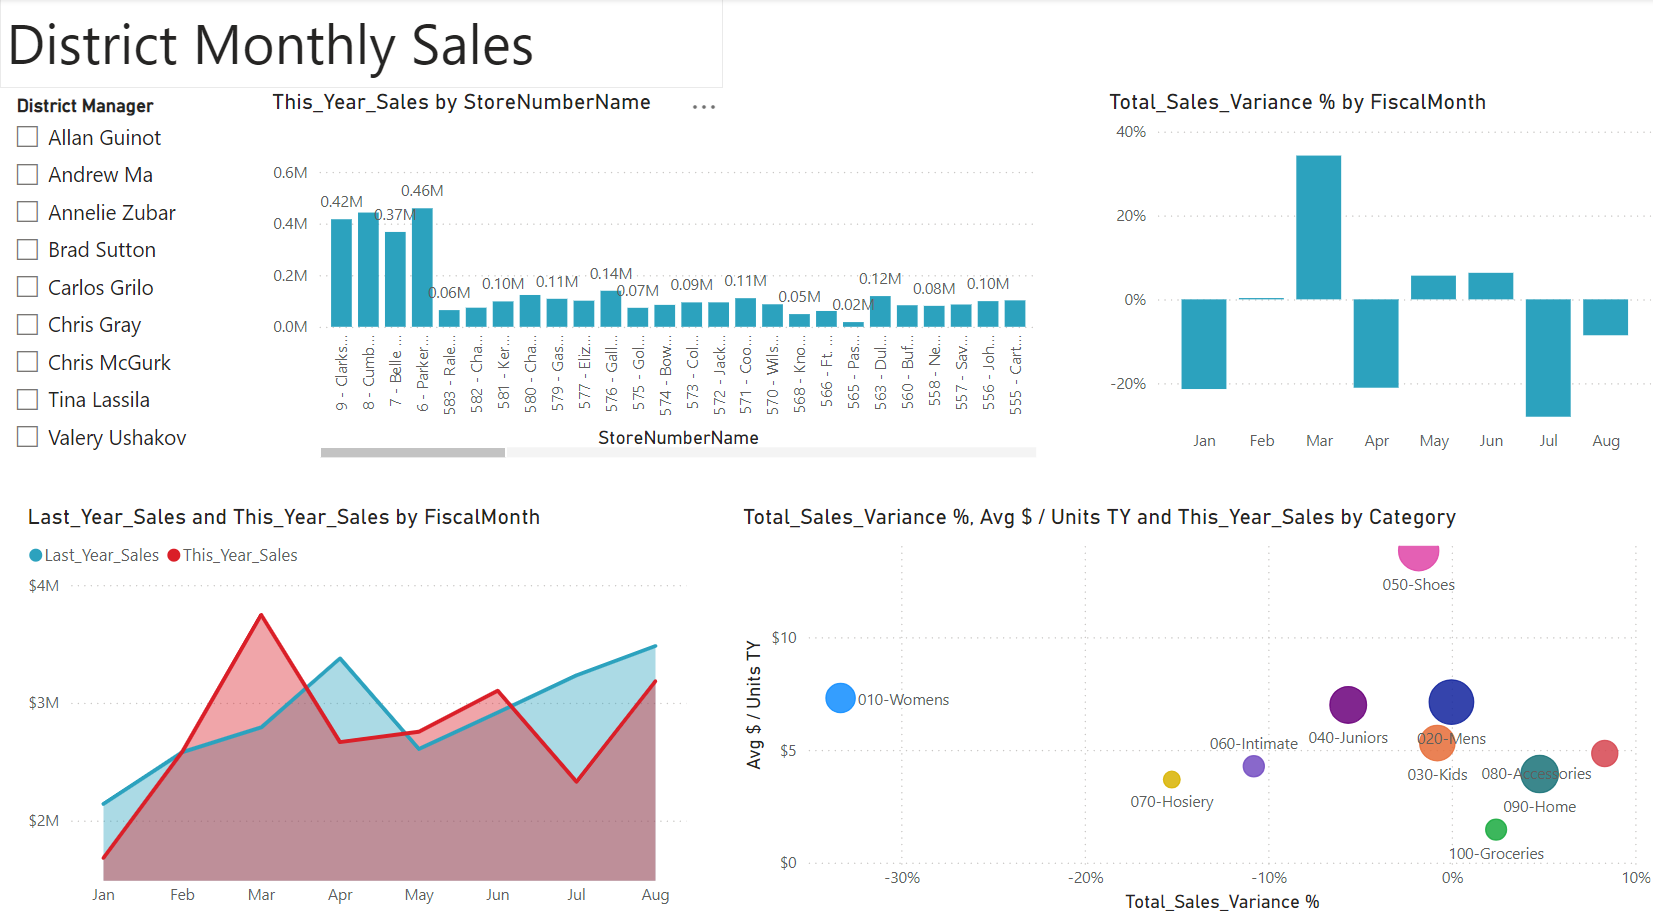 District Monthly Sales
District Manager
Allan Guinot
Andrew Ma
Annelie Zubar
Brad Sutton
Carlos Grilo
Chris Gray
Chris McGurk
Tina Lassila
Valery Ushakov
This_Year_Sales by StoreNumberName
0.6M
0.4M
0.2M
0.0M
0.42M
0.37M
0.46M
0.06M
0.10M
0.11M
0.14M
0.07M
0.09M
0.11M
0.05M
0.02M
0.12M
0.08M
0.10M
9 - Clarks...
8 - Cumb...
7 - Belle ...
6 - Parker...
583 - Rale...
582 - Cha...
581 - Ker...
580 - Cha...
579 - Gas...
577 - Eliz...
576 - Gall...
575 - Gol...
574 - Bow...
573 - Col...
572 - Jack...
571 - Coo...
570 - Wils...
568 - Kno...
566 - Ft. ...
565 - Pas...
563 - Dul...
560 - Buf...
558 - Ne...
557 - Sav...
556 - Joh...
555 - Cart...
StoreNumberName
Total_Sales_Variance % by FiscalMonth
40%
20%
0%
-20%
Jan Feb Mar Apr May Jun Jul Aug
Last_Year_Sales and This_Year_Sales by FiscalMonth
Last_Year_Sales This_Year_Sales
$4M
$3M
$2M
Jan Feb Mar Apr May Jun Jul Aug
Total_Sales_Variance %, Avg $ / Units TY and This_Year_Sales by Category
Avg $ / Units TY
$10
$5
$0
050-Shoes
010-Womens
040-Juniors
020-Mens
060-Intimate
030-Kids
080-Accessories
070-Hosiery
090-Home
100-Groceries
-30% -20% -10% 0% 10%
Total_Sales_Variance %